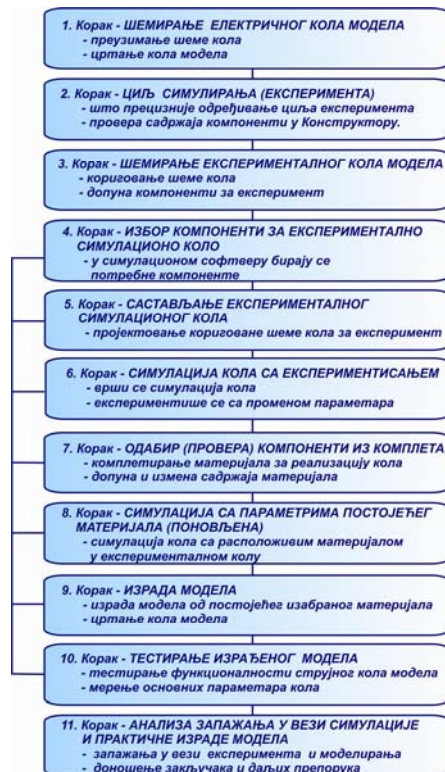 1. Корак - ШЕМИРАЊЕ ЕЛЕКТРИЧНОГ КОЛА МОДЕЛА
- преузимање шеме кола
- цртање кола модела
2. Корак - ЦИЉ СИМУЛИРАЊА (ЕКСПЕРИМЕНТА)
- што прецизније одређивање циља експеримента
- провера садржаја компоненти у Конструктору.
3. Корак - ШЕМИРАЊЕ ЕКСПЕРИМЕНТАЛНОГ КОЛА МОДЕЛА
- кориговање шеме кола
- допуна компоненти за експеримент
4. Корак - ИЗБОР КОМПОНЕНТИ ЗА ЕКСПЕРИМЕНТАЛНО
СИМУЛАЦИОНО КОЛО
- у симулационом софтверу бирају се
потребне компоненте
5. Корак - САСТАВЉАЊЕ ЕКСПЕРИМЕНТАЛНОГ
СИМУЛАЦИОНОГ КОЛА
- пројектовање кориговане шеме кола за експеримент
6. Корак - СИМУЛАЦИЈА КОЛА СА ЕКСПЕРИМЕНТИСАЊЕМ
- врши се симулација кола
- експериментише се са променом параметара
7. Корак - ОДАБИР (ПРОВЕРА) КОМПОНЕНТИ ИЗ КОМПЛЕТА
- комплетирање материјала за реализацију кола
- допуна и измена садржаја материјала
8. Корак - СИМУЛАЦИЈА СА ПАРАМЕТРИМА ПОСТОЈЕЋЕГ
МАТЕРИЈАЛА (ПОНОВЉЕНА)
- симулација кола са расположивим материјалом
у експерименталном колу
9. Корак - ИЗРАДА МОДЕЛА
- израда модела од постојећег изабраног материјала
- цртање кола модела
10. Корак - ТЕСТИРАЊЕ ИЗРАЂЕНОГ МОДЕЛА
- тестирање функционалности струјног кола модела
- мерење основних параметара кола
11. Корак - АНАЛИЗА ЗАПАЖАЊА У ВЕЗИ СИМУЛАЦИЈЕ
И ПРАКТИЧНЕ ИЗРАДЕ МОДЕЛА
- запажања у вези експеримента и моделирања
- доношење закључака и даљих препорука